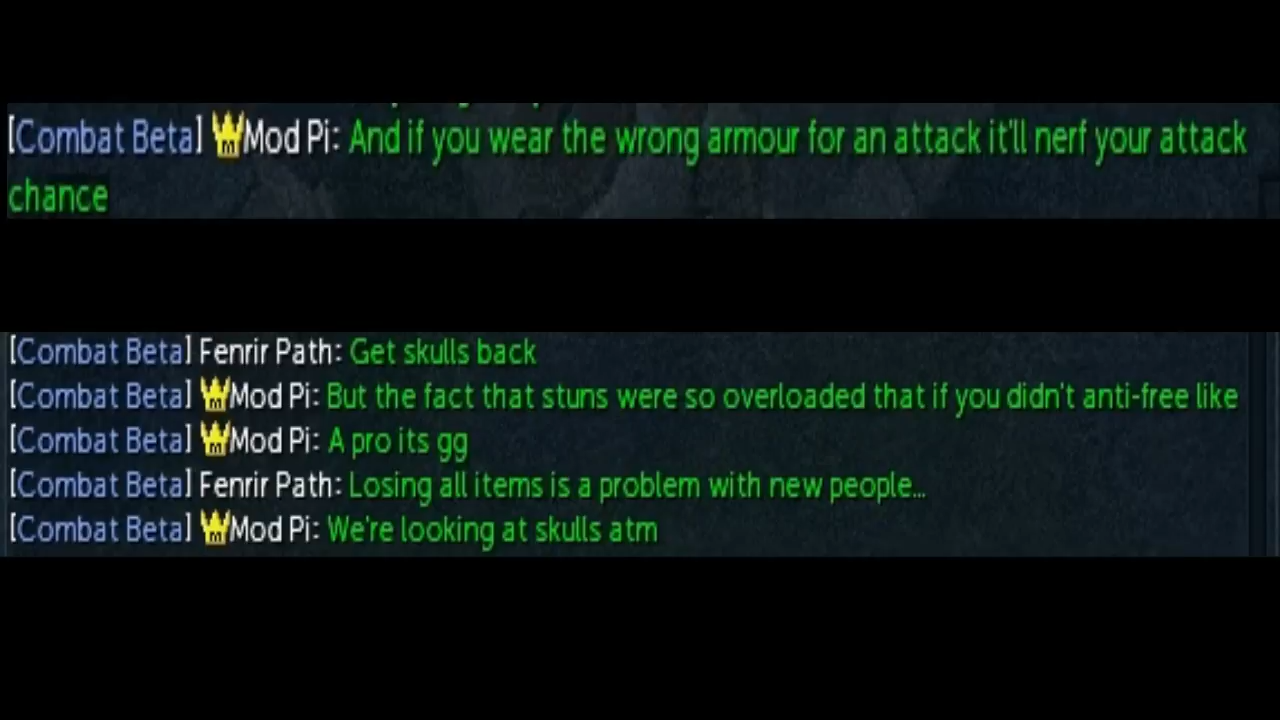 [Combat Beta] Mod Pi: And if you wear the wrong armour for an attack it'll nerf your attack
chance
[Combat Beta] Fenrir Path: Get skulls back
[Combat Beta] Mod Pi: But the fact that stuns were so overloaded that if you didn't anti-free like
[Combat Beta] Mod Pi: A pro its gg
[Combat Beta] Fenrir Path: Losing all items is a problem with new people...
[Combat Beta] Mod Pi: We're looking at skulls atm